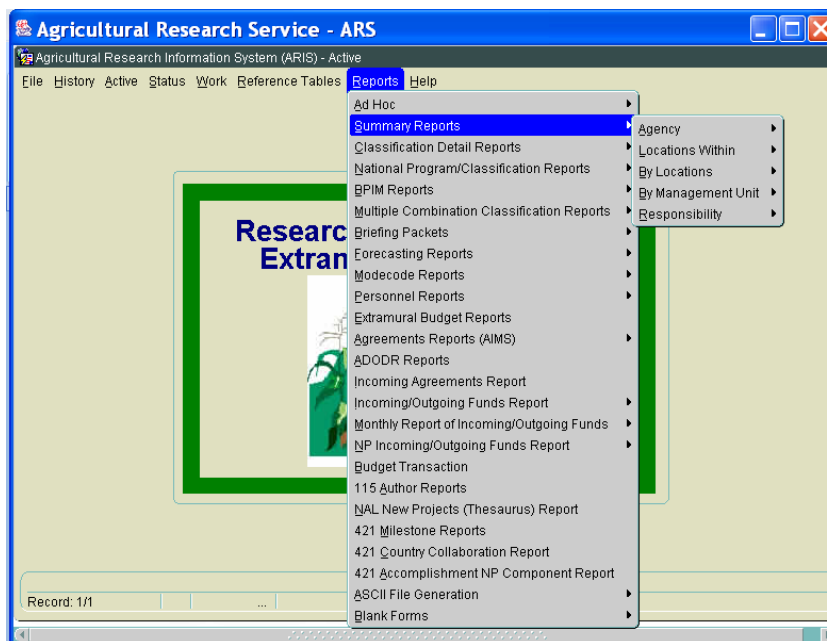 Agricultural Research Service - ARS
Agricultural Research Information System (ARIS) - Active
File History Active Status Work Reference Tables Reports Help
Ad Hoc
Summary Reports
Classification Detail Reports
National Program/Classification Reports
BPIM Reports
Multiple Combination Classification Reports
Briefing Packets
Forecasting Reports
Modecode Reports
Personnel Reports
Extramural Budget Reports
Agreements Reports (AIMS)
ADODR Reports
Incoming Agreements Report
Incoming/Outgoing Funds Report
Monthly Report of Incoming/Outgoing Funds
NP Incoming/Outgoing Funds Report
Budget Transaction
115 Author Reports
NAL New Projects (Thesaurus) Report
421 Milestone Reports
421 Country Collaboration Report
421 Accomplishment NP Component Report
ASCII File Generation
Blank Forms
Agency
Locations Within
By Locations
By Management Unit
Responsibility
Researc
Extran
Record: 1/1
...